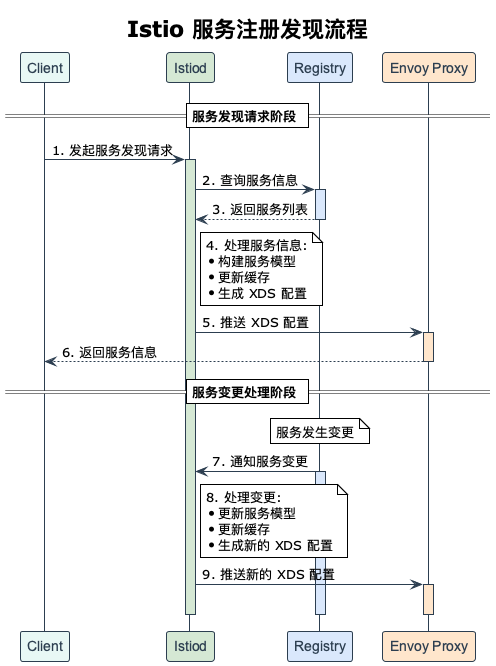 Istio 服务注册发现流程
Client Istiod Registry Envoy Proxy
服务发现请求阶段
1. 发起服务发现请求
2. 查询服务信息
3. 返回服务列表
4. 处理服务信息:
•构建服务模型
•更新缓存
•生成 XDS 配置
5. 推送 XDS 配置
6. 返回服务信息
服务变更处理阶段
服务发生变更
7. 通知服务变更
8. 处理变更:
•更新服务模型
•更新缓存
•生成新的 XDS 配置
9. 推送新的 XDS 配置
Client Istiod Registry Envoy Proxy